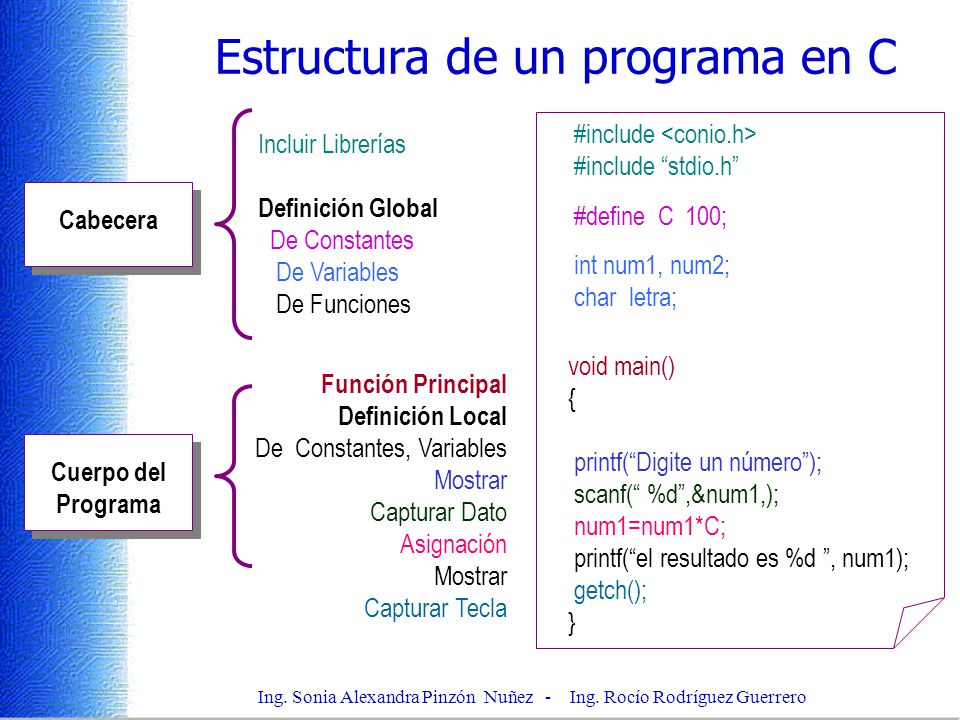 Estructura de un programa en C
Cabecera
Incluir Librerías
Definición Global
De Constantes
De Variables
De Funciones
Cuerpo del
Programa
Función Principal
Definición Local
De Constantes, Variables
Mostrar
Capturar Dato
Asignación
Mostrar
Capturar Tecla
#include <conio.h>
#include “stdio.h”
#define C 100;
int num1, num2;
char letra;
void main()
{
printf(“Digite un número”);
scanf(“ %d”,&num1,);
num1=num1*C;
printf(“el resultado es %d ”, num1);
getch();
}
Ing. Sonia Alexandra Pinzón Nuñez - Ing. Rocío Rodríguez Guerrero